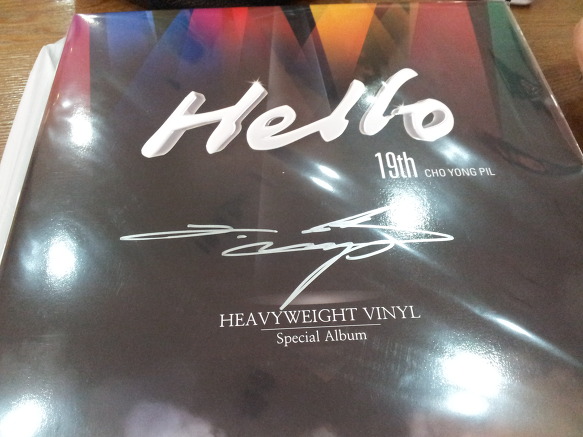 Hello
19th CHO YONG PIL
HEAVYWEIGHT VINYL
Special Album